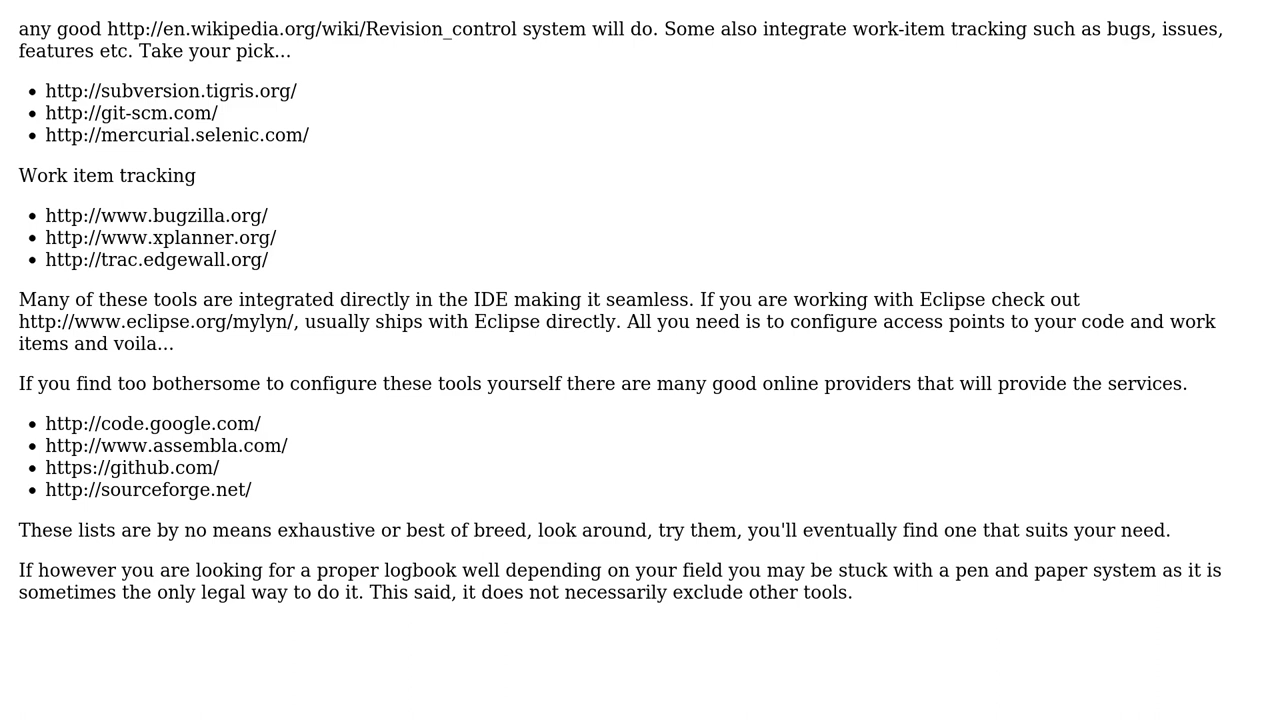 any good http://en.wikipedia.org/wiki/Revision_control system will do. Some also integrate work-item tracking such as bugs, issues,
features etc. Take your pick...
• http://subversion.tigris.org/
• http://git-scm.com/
• http://mercurial.selenic.com/
Work item tracking
• http://www.bugzilla.org/
• http://www.xplanner.org/
• http://trac.edgewall.org/
Many of these tools are integrated directly in the IDE making it seamless. If you are working with Eclipse check out
http://www.eclipse.org/mylyn/, usually ships with Eclipse directly. All you need is to configure access points to your code and work
items and voila...
If you find too bothersome to configure these tools yourself there are many good online providers that will provide the services.
• http://code.google.com/
• http://www.assembla.com/
• https://github.com/
• http://sourceforge.net/
These lists are by no means exhaustive or best of breed, look around, try them, you'll eventually find one that suits your need.
If however you are looking for a proper logbook well depending on your field you may be stuck with a pen and paper system as it is
sometimes the only legal way to do it. This said, it does not necessarily exclude other tools.